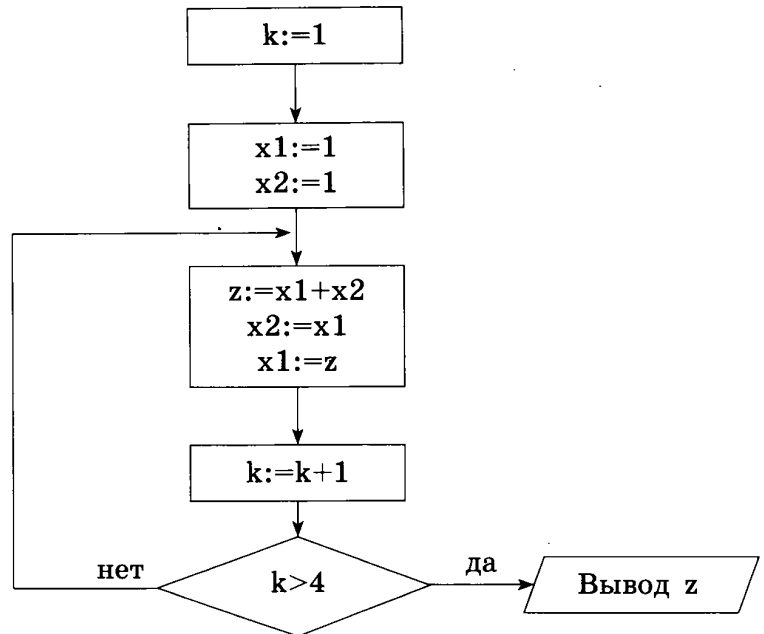 k:=1
x1:=1
x2:=1
z:=x1+x2
x2:=x1
x1:=z
k:=k+1
нет
k>4
да
Вывод z